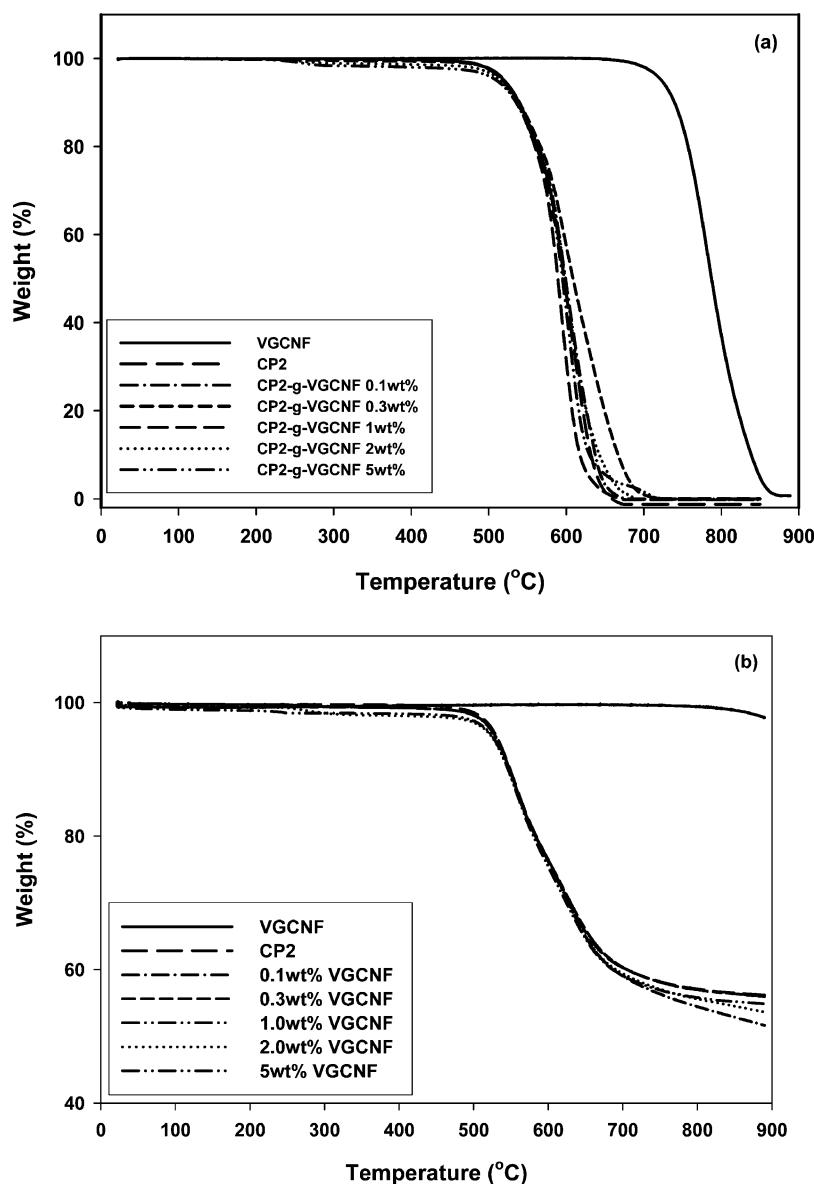 (a)
Weight (%)
100
80
60
40
20
0
VGCNF
CP2
CP2-g-VGCNF 0.1wt%
CP2-g-VGCNF 0.3wt%
CP2-g-VGCNF 1wt%
CP2-g-VGCNF 2wt%
CP2-g-VGCNF 5wt%
0 100 200 300 400 500 600 700 800 900
Temperature (°C)
(b)
Weight (%)
100
80
60
40
VGCNF
CP2
0.1wt% VGCNF
0.3wt% VGCNF
1.0wt% VGCNF
2.0wt% VGCNF
5wt% VGCNF
0 100 200 300 400 500 600 700 800 900
Temperature (°C)